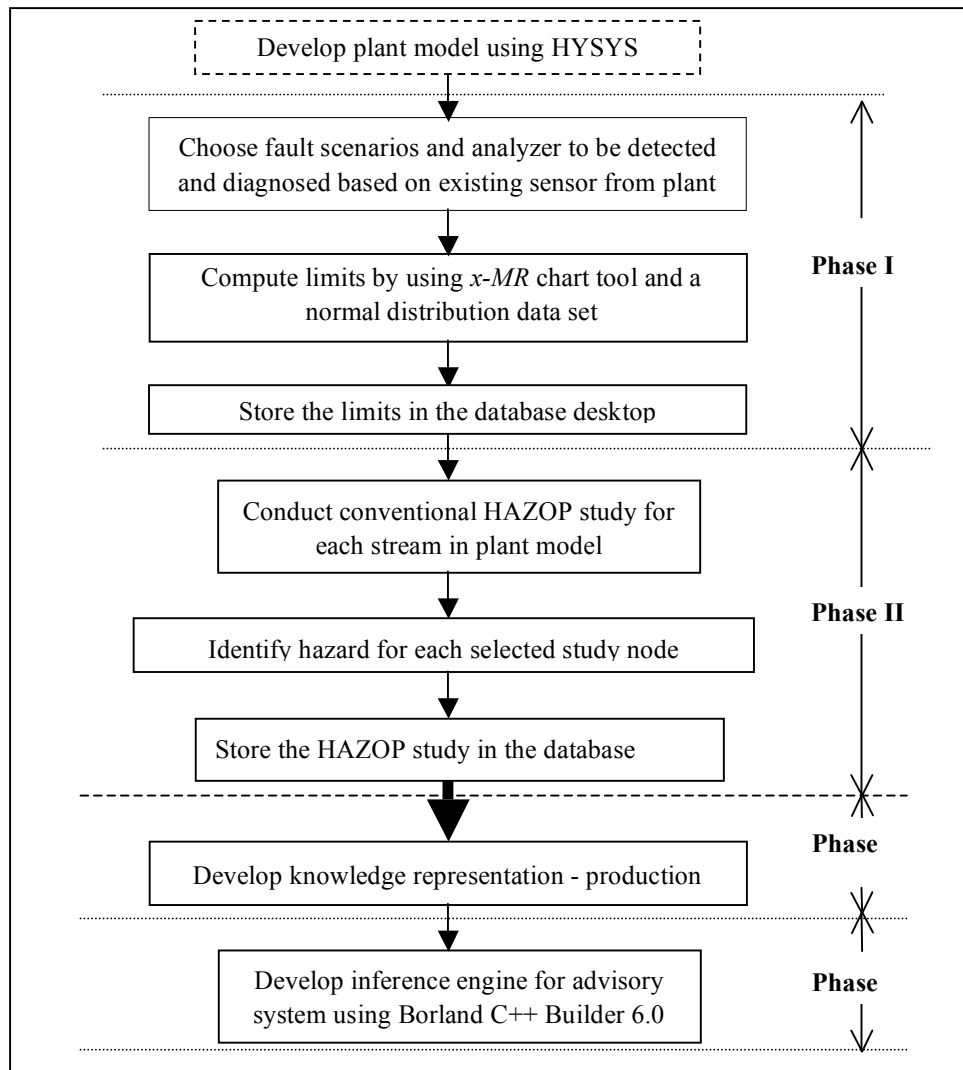 Develop plant model using HYSYS
Choose fault scenarios and analyzer to be detected
and diagnosed based on existing sensor from plant
Phase I
Compute limits by using x-MR chart tool and a
normal distribution data set
Store the limits in the database desktop
Conduct conventional HAZOP study for
each stream in plant model
Phase II
Identify hazard for each selected study node
Store the HAZOP study in the database
Phase
Develop knowledge representation - production
Phase
Develop inference engine for advisory
system using Borland C++ Builder 6.0